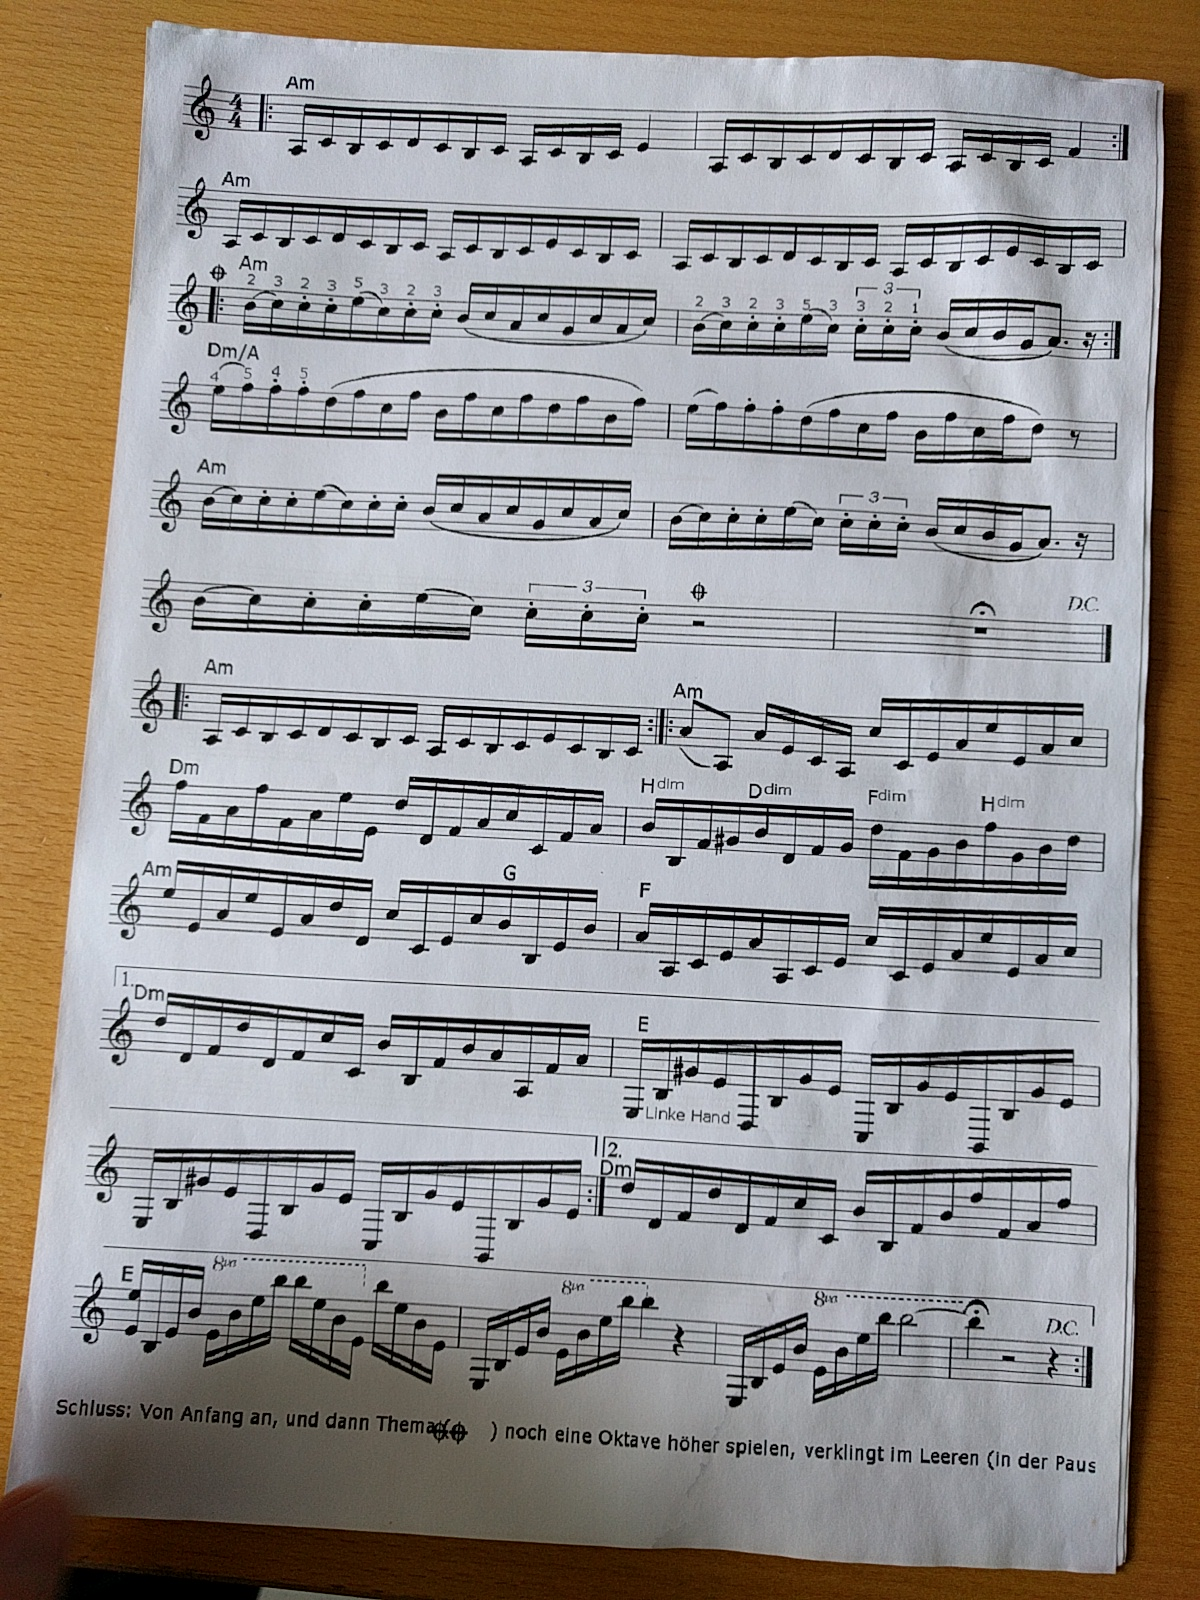 Am
4
4
Am
Am
2 3 2 3 5 3 2 3 2 3 2 3 5 3 3 2 1
3
Dm/A
4 5 4 5
Am
3
3
D.C.
Am Am
Dm Hdim Ddim Fdim Hdim
Am G F
1.
Dm E
Linke Hand
2.
Dm
E 8va 8va 8va
D.C.
Schluss: Von Anfang an, und dann Thema( ) noch eine Oktave höher spielen, verklingt im Leeren (in der Paus